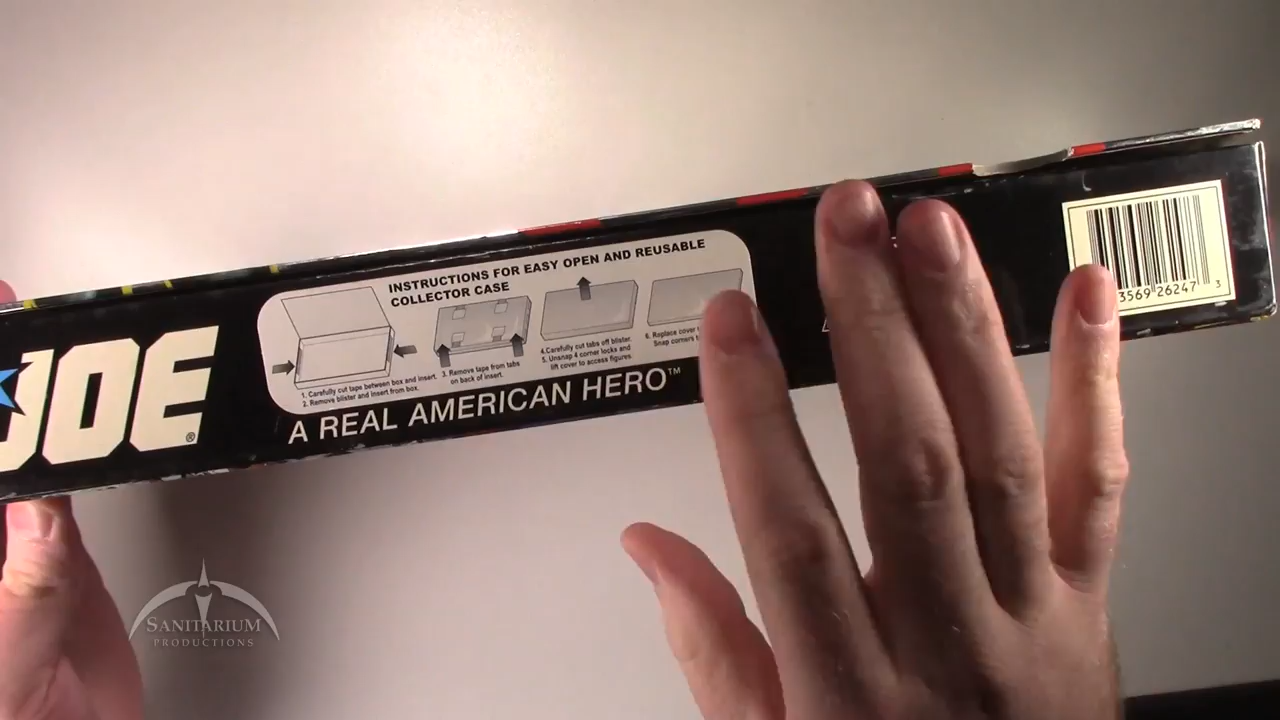 JOE®
INSTRUCTIONS FOR EASY OPEN AND REUSABLE
COLLECTOR CASE
1. Carefully cut tape between box and insert.
2. Remove blister and insert from box.
3. Remove tape from tabs
on back of insert.
4.Carefully cut tabs off blister.
5. Unsnap 4 corner locks and
lift cover to access figures.
6. Replace cover
Snap corners
A REAL AMERICAN HERO™
3569 26247 3
SANITARIUM
PRODUCTIONS